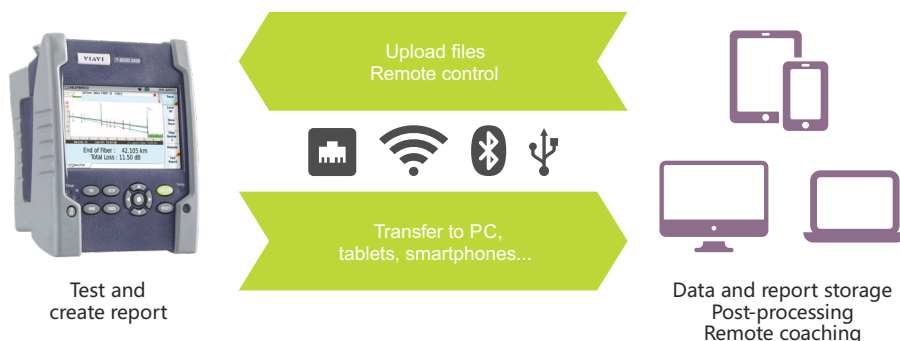 Upload files
Remote control
VIAVI
End of Fiber : 42.105 km
Total Loss : 11.50 dB
Transfer to PC,
tablets, smartphones...
Test and
create report
Data and report storage
Post-processing
Remote coaching